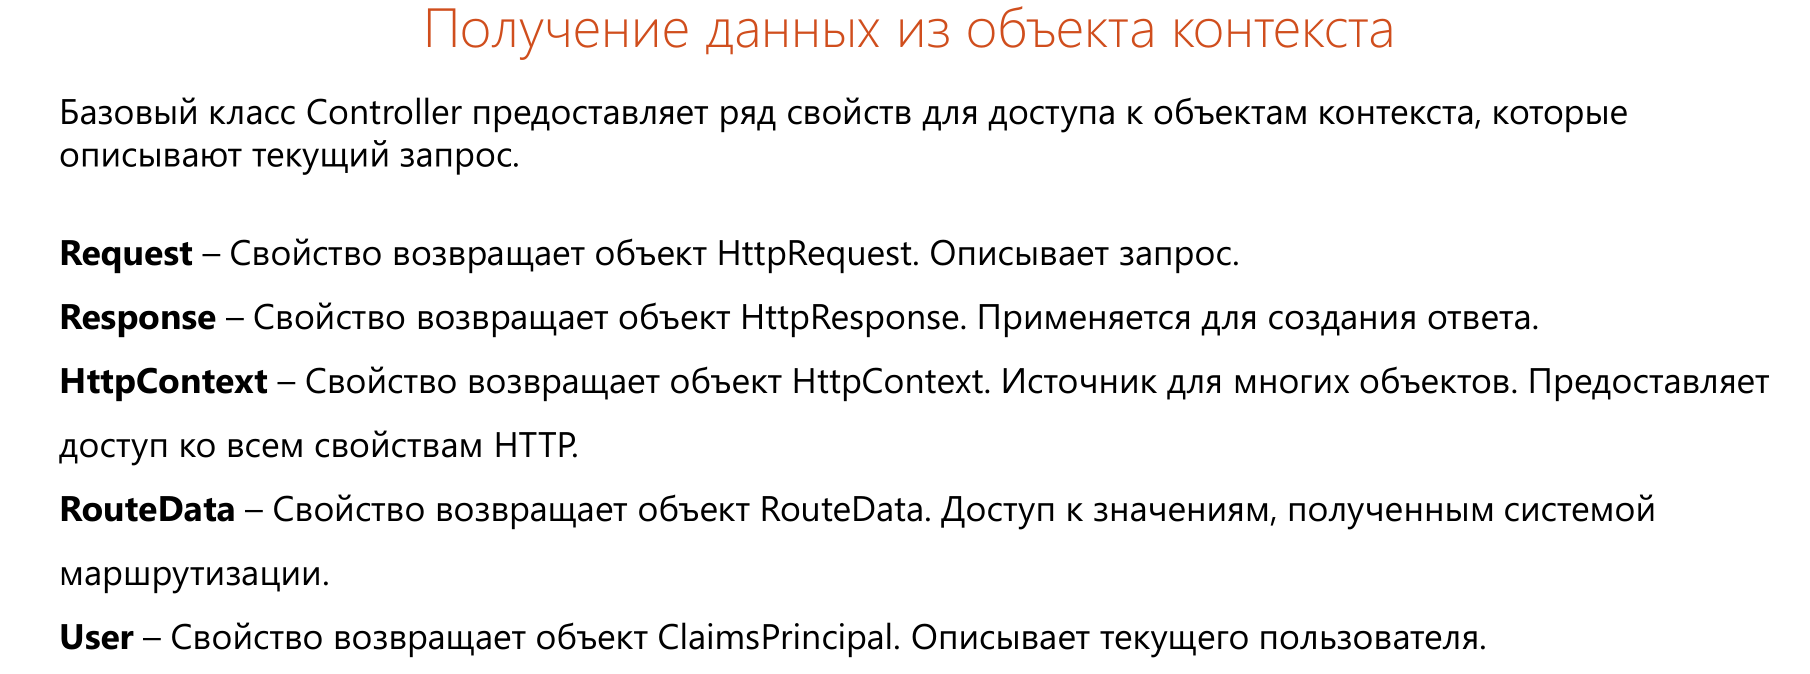 Получение данных из объекта контекста
Базовый класс Controller предоставляет ряд свойств для доступа к объектам контекста, которые
описывают текущий запрос.
Request – Свойство возвращает объект HttpRequest. Описывает запрос.
Response – Свойство возвращает объект HttpResponse. Применяется для создания ответа.
HttpContext – Свойство возвращает объект HttpContext. Источник для многих объектов. Предоставляет
доступ ко всем свойствам HTTP.
RouteData – Свойство возвращает объект RouteData. Доступ к значениям, полученным системой
маршрутизации.
User – Свойство возвращает объект ClaimsPrincipal. Описывает текущего пользователя.